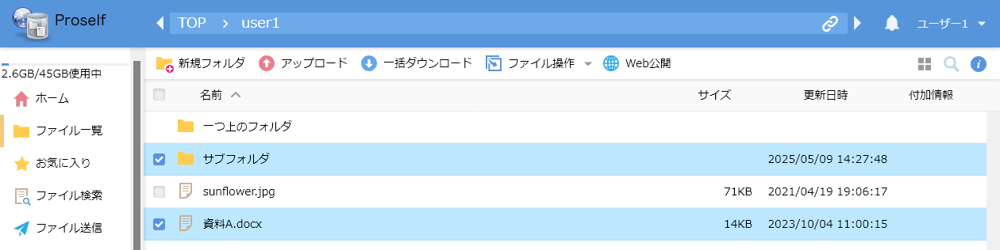 Proself
TOP > user1
ユーザー1
2.6GB/45GB使用中
ホーム
ファイル一覧
お気に入り
ファイル検索
ファイル送信
新規フォルダ アップロード 一括ダウンロード ファイル操作 Web公開
名前 サイズ 更新日時 付加情報
一つ上のフォルダ
サブフォルダ 2025/05/09 14:27:48
sunflower.jpg 71KB 2021/04/19 19:06:17
資料A.docx 14KB 2023/10/04 11:00:15